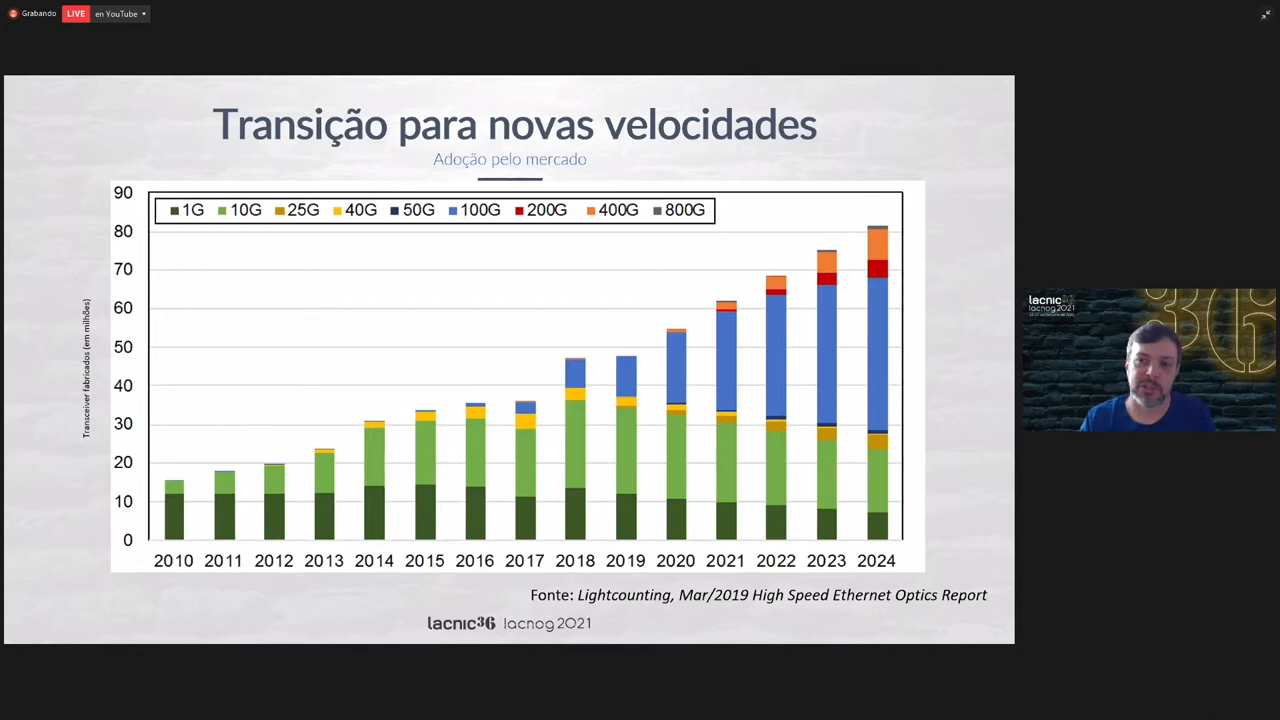 Grabando LIVE en YouTube
Transição para novas velocidades
Adoção pelo mercado
1G 10G 25G 40G 50G 100G 200G 400G 800G
90
80
70
60
50
40
30
20
10
0
Transceiver fabricados (em milhões)
2010 2011 2012 2013 2014 2015 2016 2017 2018 2019 2020 2021 2022 2023 2024
Fonte: Lightcounting, Mar/2019 High Speed Ethernet Optics Report
lacnic36 lacnog2021
lacnic36
lacnog2021
36